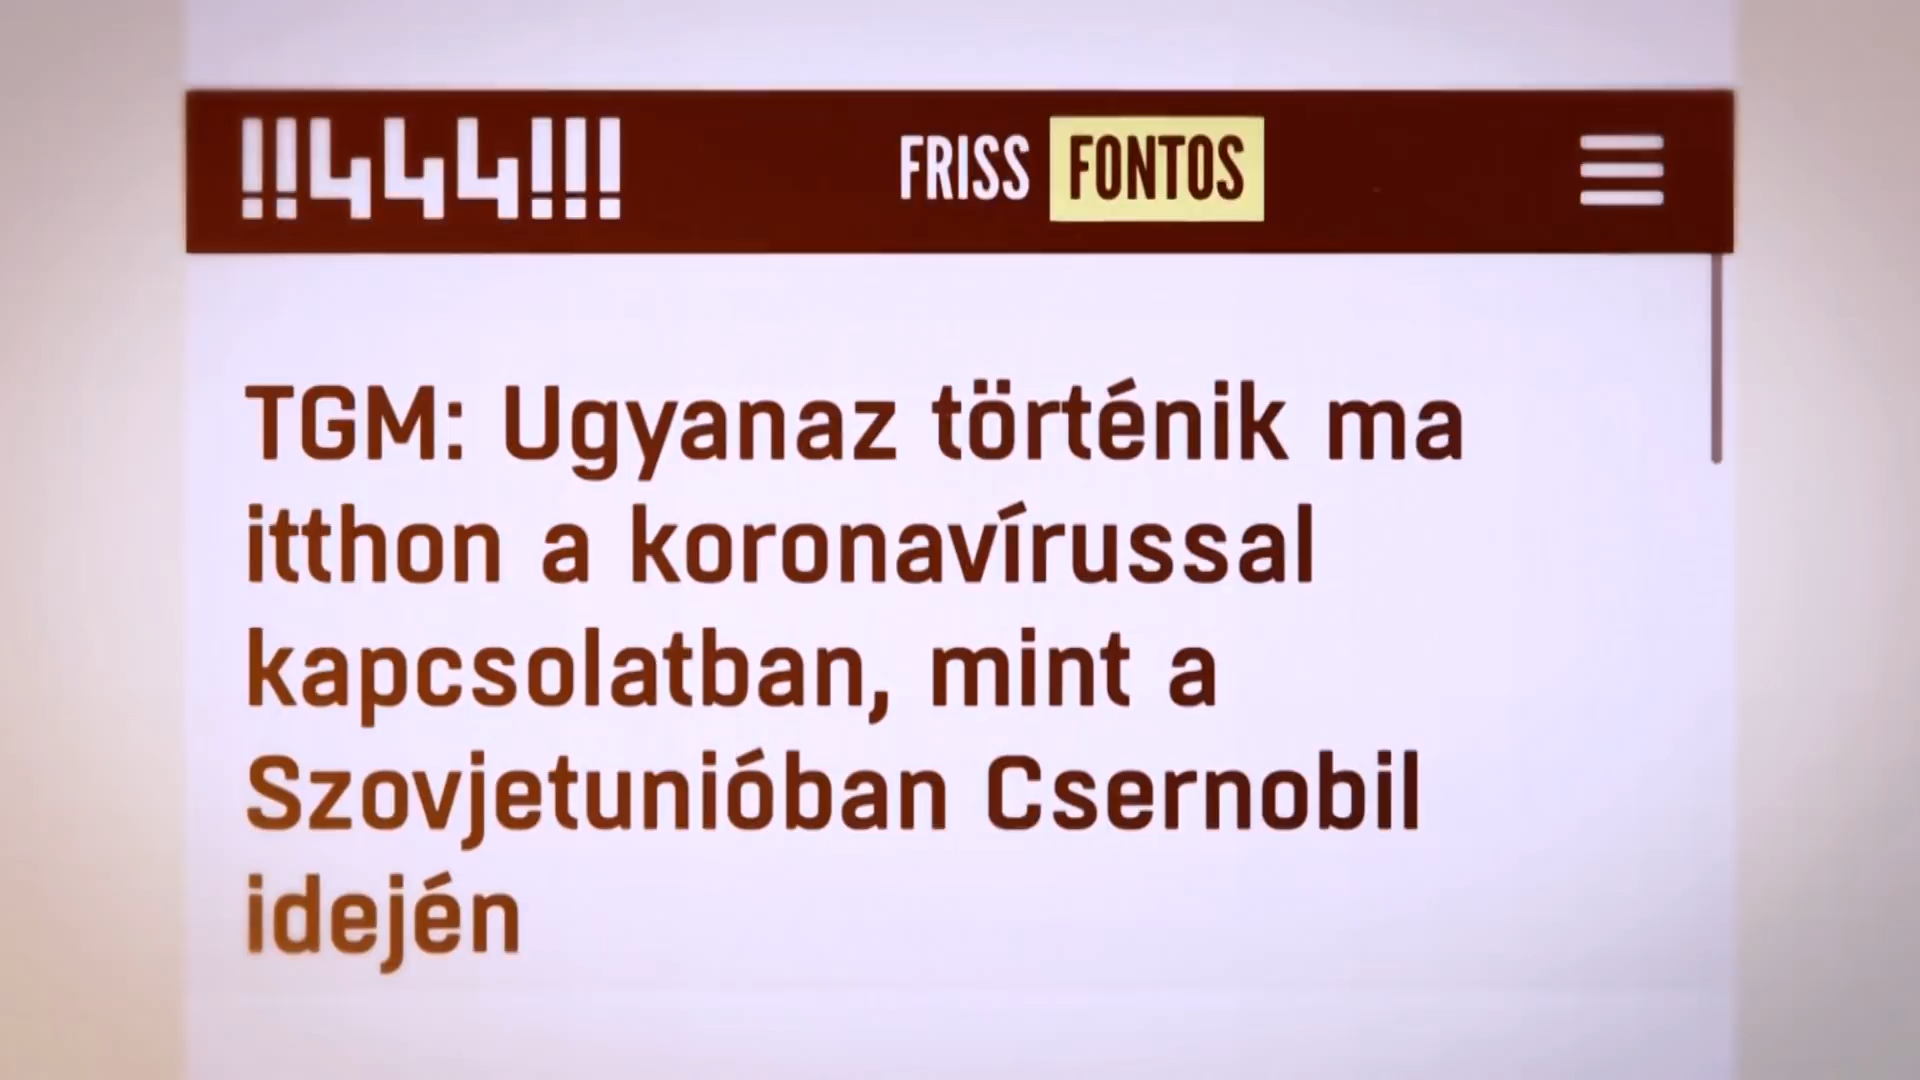 !!444!!!
FRISS FONTOS
TGM: Ugyanaz történik ma
itthon a koronavírussal
kapcsolatban, mint a
Szovjetunióban Csernobil
idején